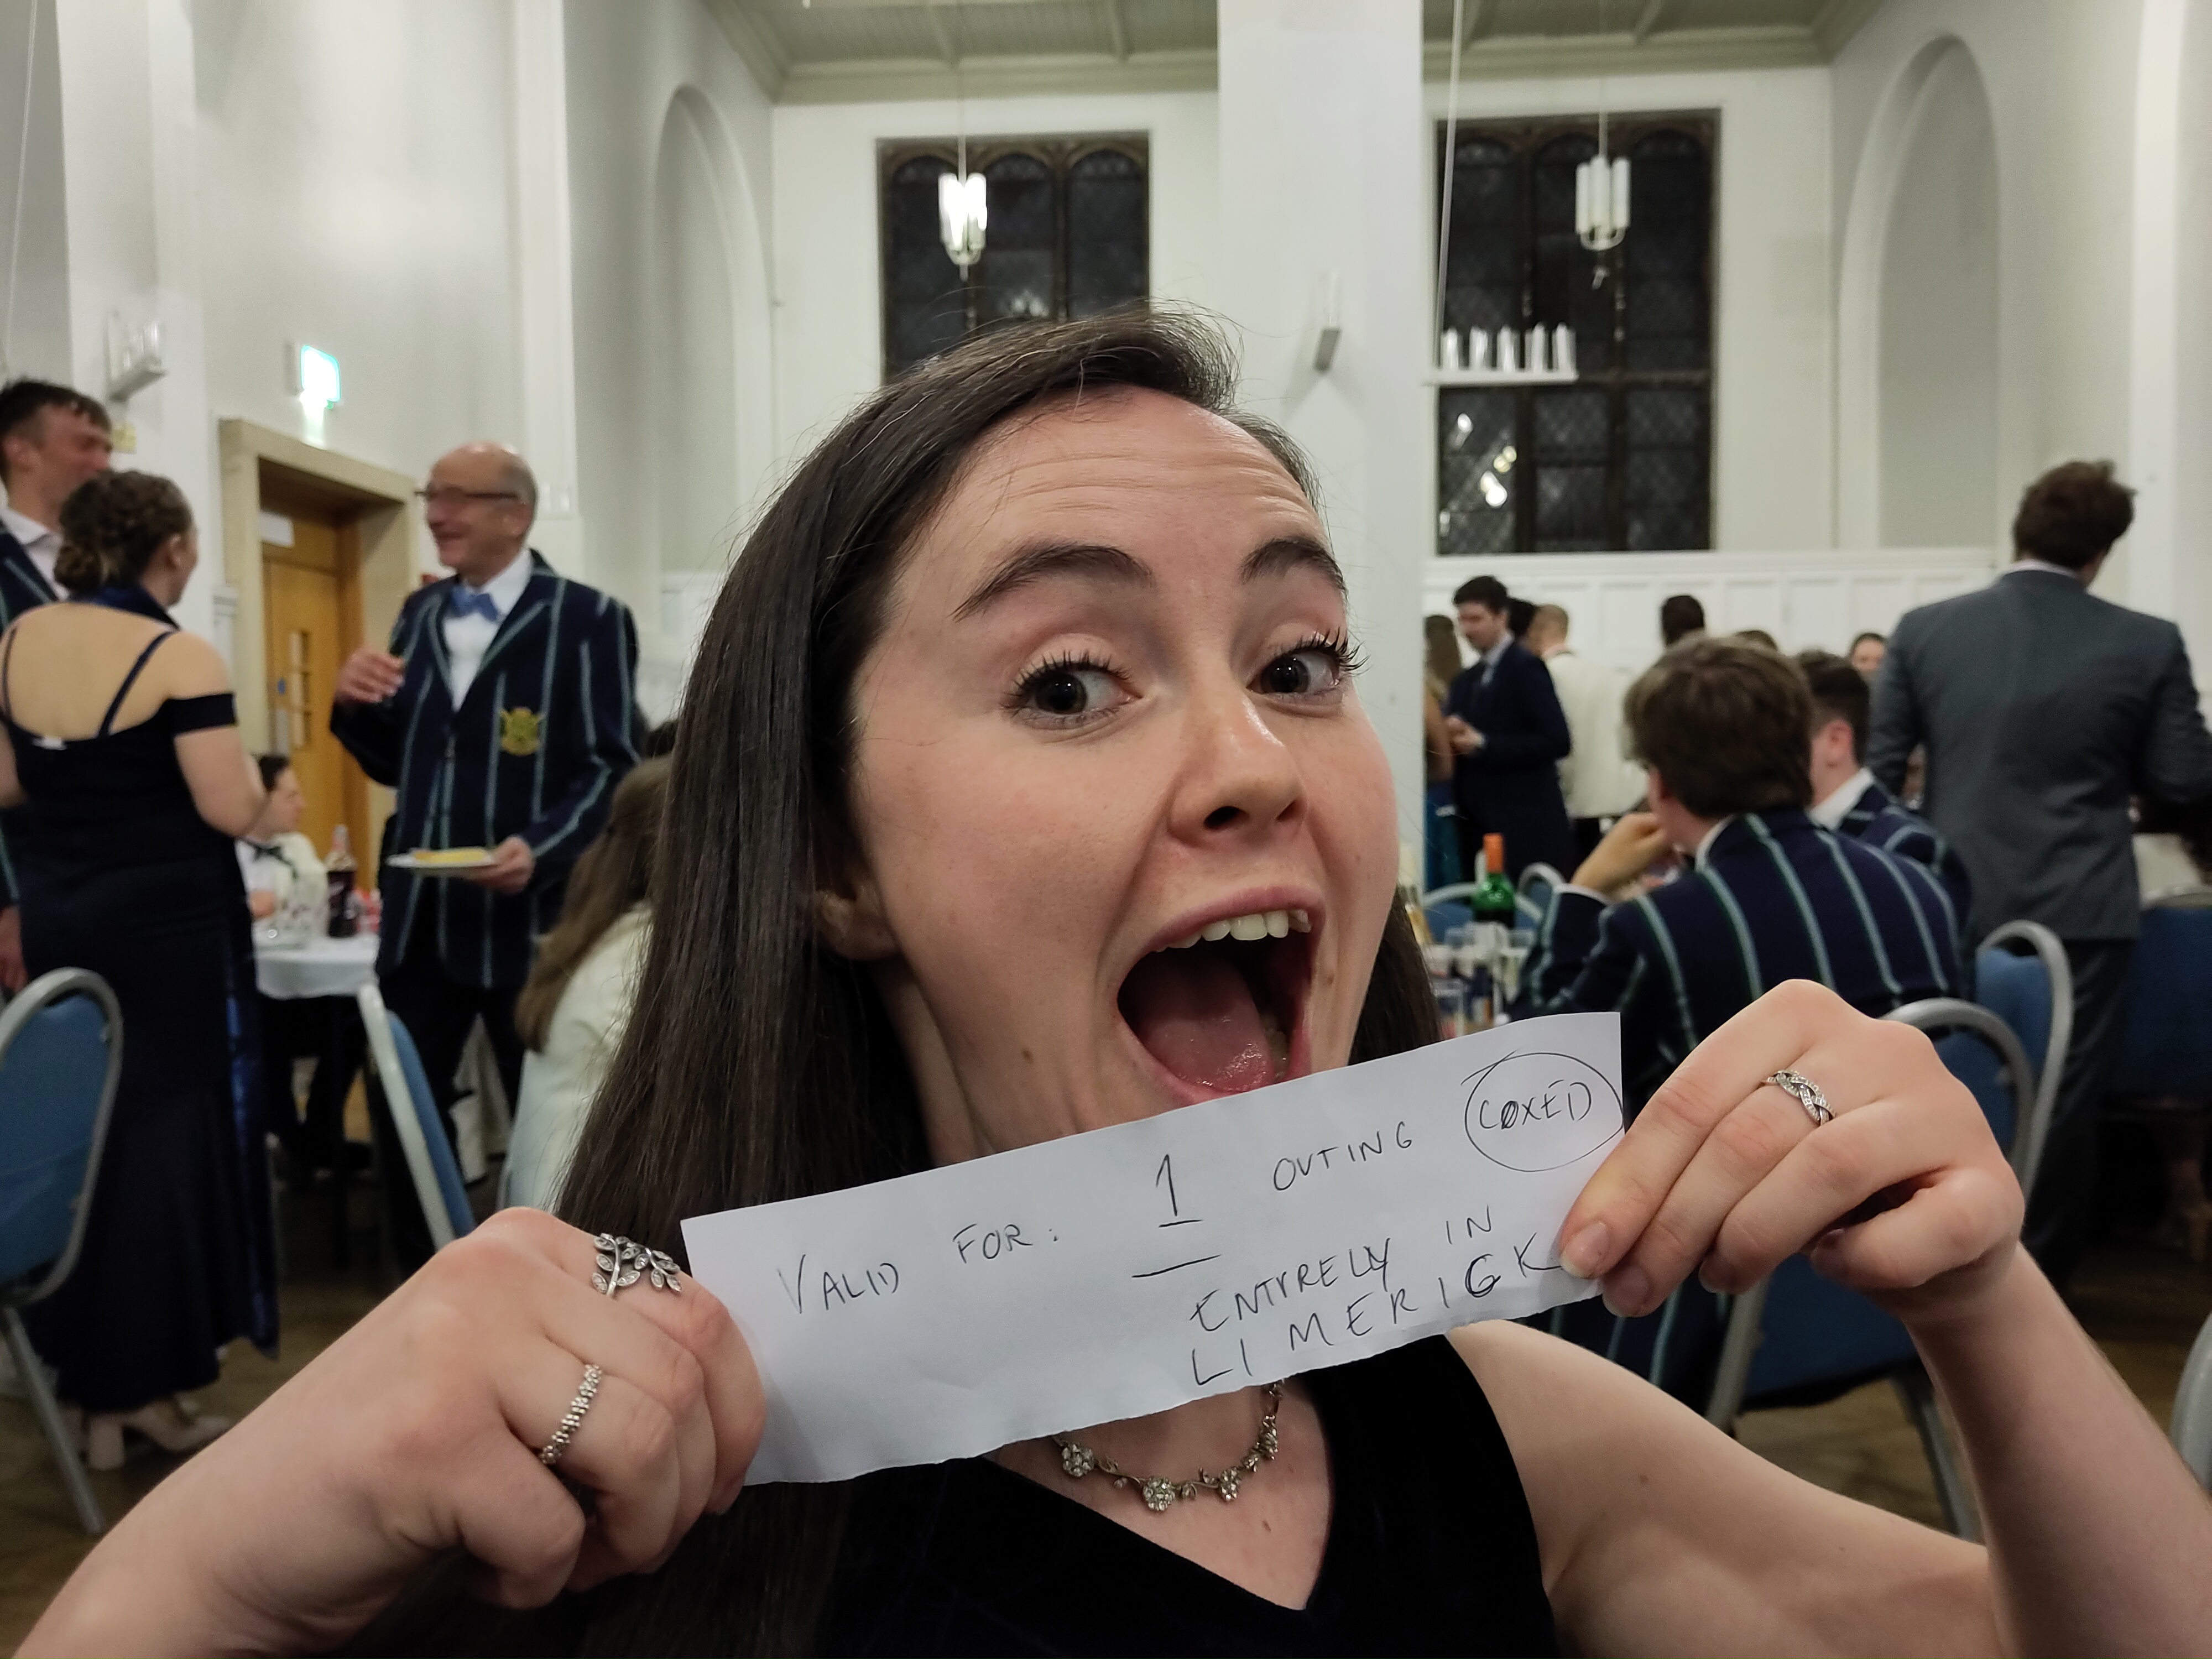 VALID FOR: 1 OUTING COXED
ENTIRELY IN
LIMERICK